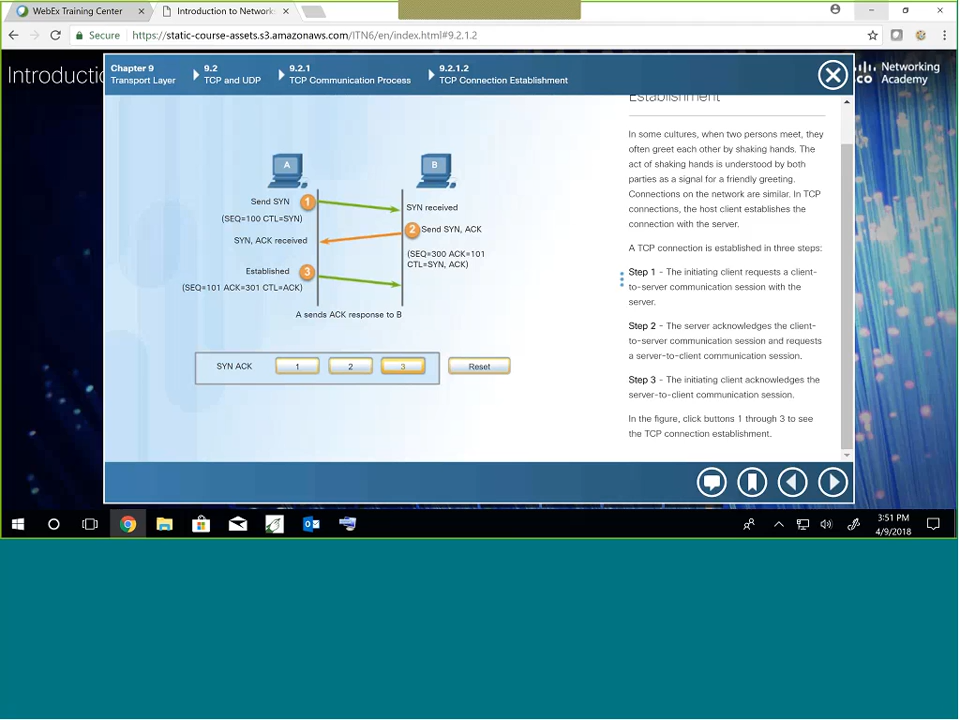 WebEx Training Center
Introduction to Network
Secure
https://static-course-assets.s3.amazonaws.com/ITN6/en/index.html#9.2.1.2
Introductio
Chapter 9
Transport Layer
9.2
TCP and UDP
9.2.1
TCP Communication Process
9.2.1.2
TCP Connection Establishment
Networking
Academy
A
B
Send SYN
1
(SEQ=100 CTL=SYN)
SYN received
2
Send SYN, ACK
SYN, ACK received
(SEQ=300 ACK=101
CTL=SYN, ACK)
Established
3
(SEQ=101 ACK=301 CTL=ACK)
A sends ACK response to B
SYN ACK
1
2
3
Reset
Establishment
In some cultures, when two persons meet, they
often greet each other by shaking hands. The
act of shaking hands is understood by both
parties as a signal for a friendly greeting.
Connections on the network are similar. In TCP
connections, the host client establishes the
connection with the server.
A TCP connection is established in three steps:
Step 1 - The initiating client requests a client-
to-server communication session with the
server.
Step 2 - The server acknowledges the client-
to-server communication session and requests
a server-to-client communication session.
Step 3 - The initiating client acknowledges the
server-to-client communication session.
In the figure, click buttons 1 through 3 to see
the TCP connection establishment.
3:51 PM
4/9/2018